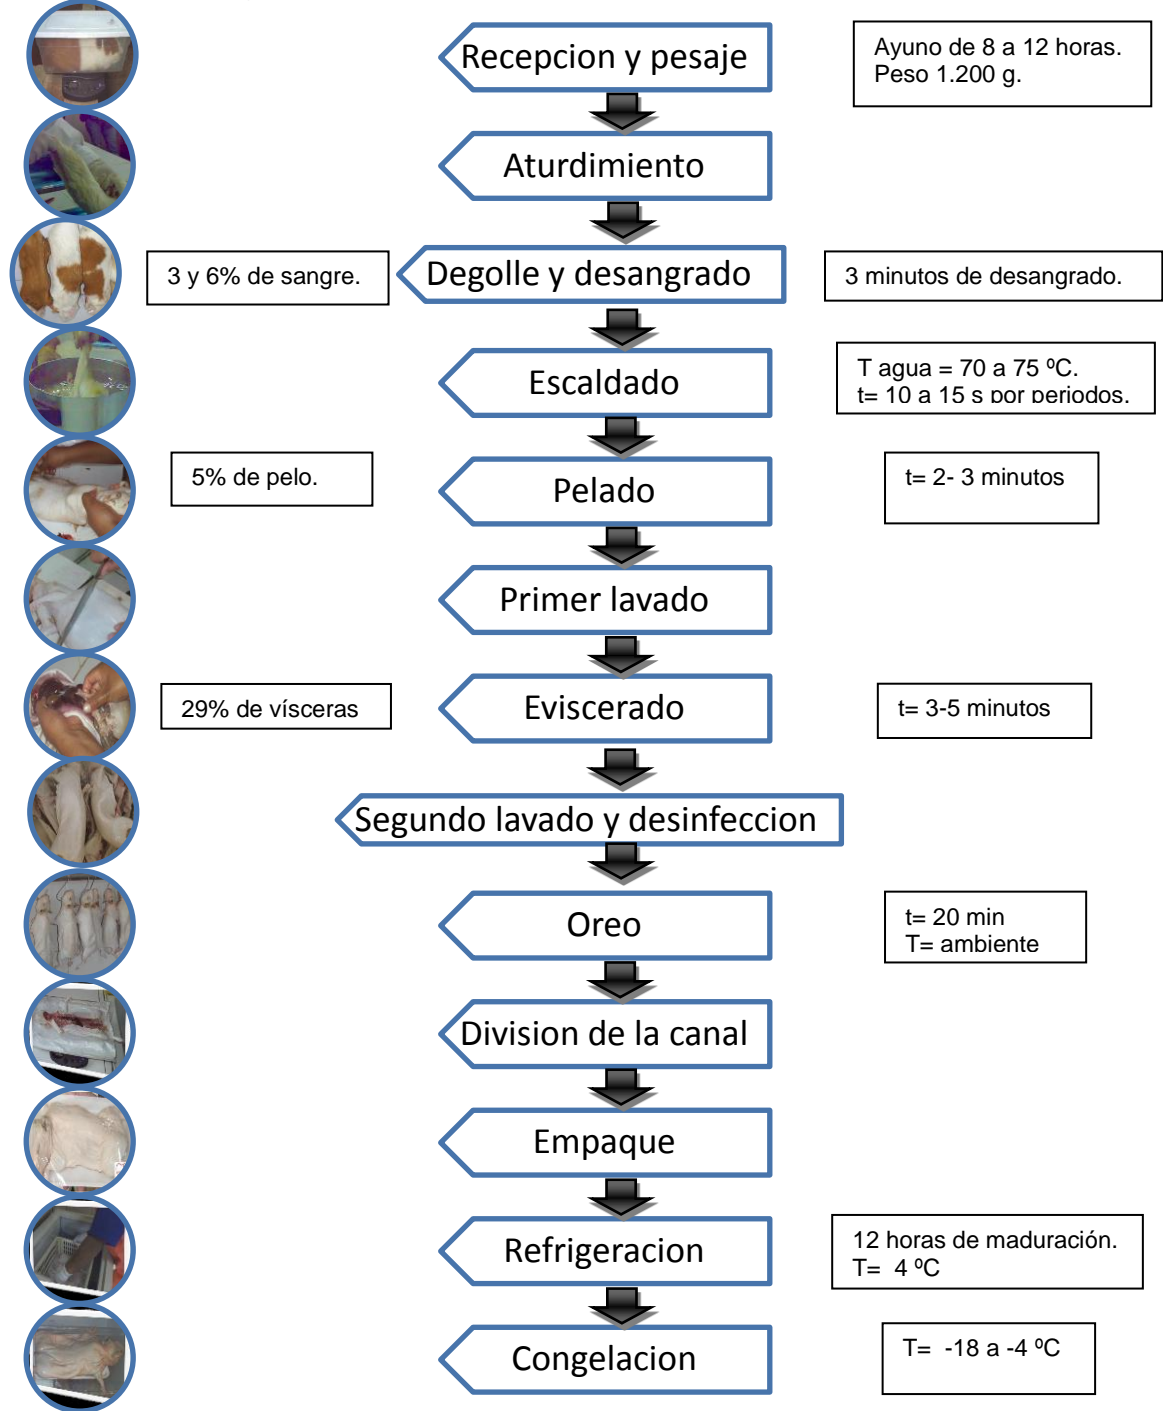 Recepcion y pesaje
Ayuno de 8 a 12 horas.
Peso 1.200 g.
Aturdimiento
3 y 6% de sangre.
Degolle y desangrado
3 minutos de desangrado.
Escaldado
T agua = 70 a 75 ºC.
t= 10 a 15 s por periodos.
5% de pelo.
Pelado
t= 2- 3 minutos
Primer lavado
29% de vísceras
Eviscerado
t= 3-5 minutos
Segundo lavado y desinfeccion
Oreo
t= 20 min
T= ambiente
Division de la canal
Empaque
Refrigeracion
12 horas de maduración.
T=  4 ºC
Congelacion
T=  -18 a -4 ºC